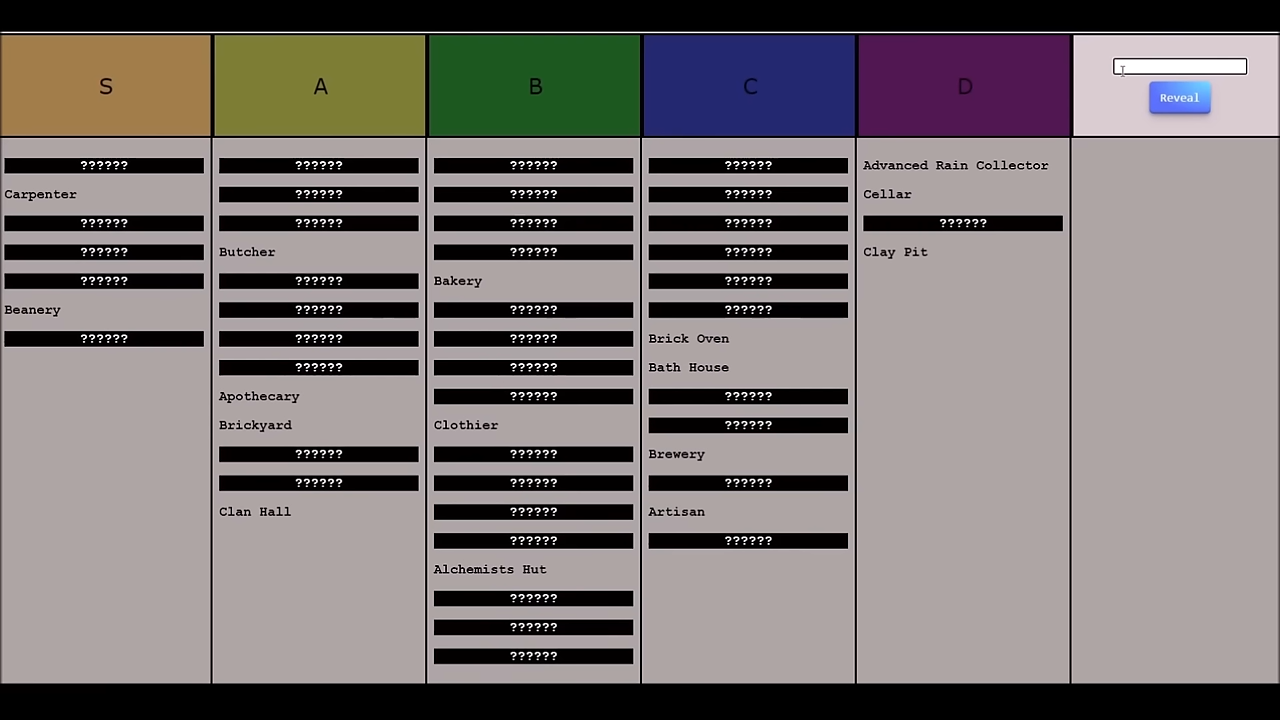 S
A
B
C
D
Reveal
??????
Carpenter
??????
??????
??????
Beanery
??????
??????
??????
??????
Butcher
??????
??????
??????
??????
Apothecary
Brickyard
??????
??????
Clan Hall
??????
??????
??????
??????
Bakery
??????
??????
??????
??????
Clothier
??????
??????
??????
??????
Alchemists Hut
??????
??????
??????
??????
??????
??????
??????
??????
??????
Brick Oven
Bath House
??????
??????
Brewery
??????
Artisan
??????
Advanced Rain Collector
Cellar
??????
Clay Pit